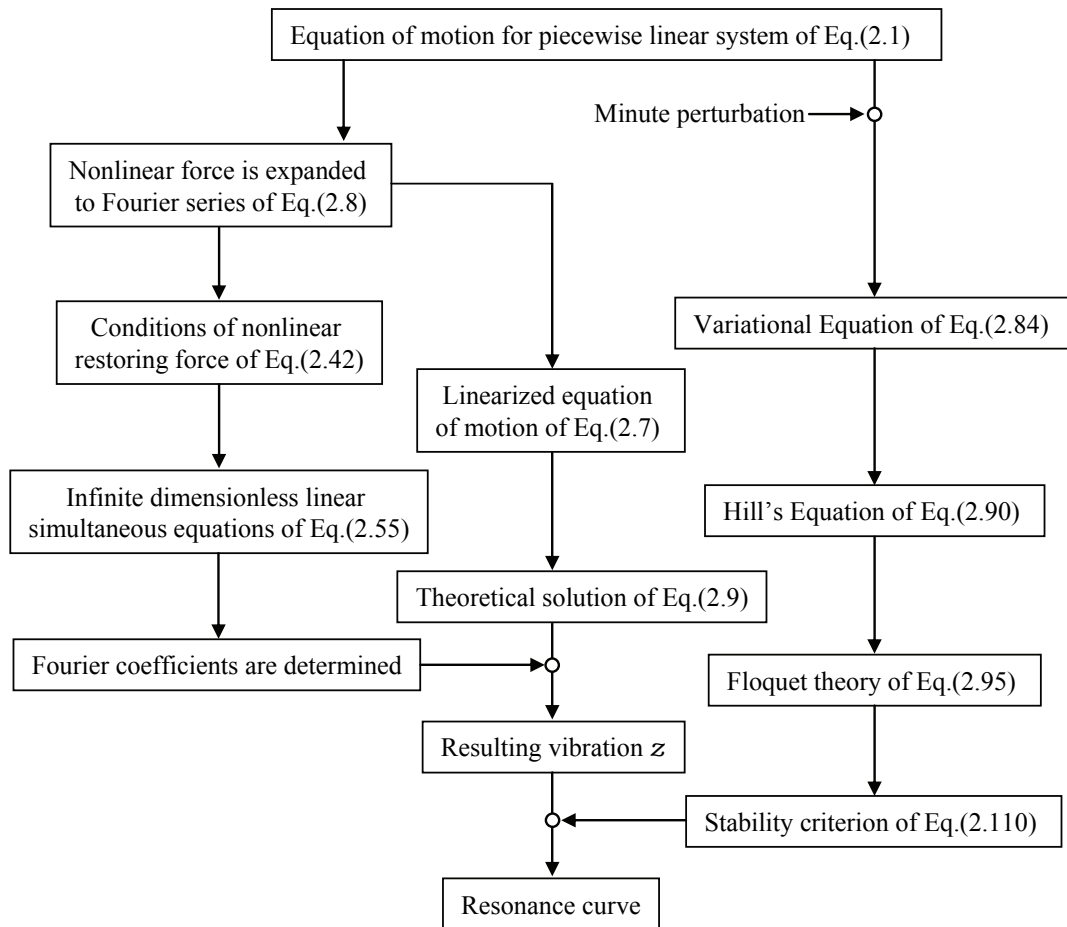 Equation of motion for piecewise linear system of Eq.(2.1)
Minute perturbation
Nonlinear force is expanded
to Fourier series of Eq.(2.8)
Conditions of nonlinear
restoring force of Eq.(2.42)
Variational Equation of Eq.(2.84)
Linearized equation
of motion of Eq.(2.7)
Infinite dimensionless linear
simultaneous equations of Eq.(2.55)
Hill's Equation of Eq.(2.90)
Theoretical solution of Eq.(2.9)
Fourier coefficients are determined
Floquet theory of Eq.(2.95)
Resulting vibration z
Stability criterion of Eq.(2.110)
Resonance curve